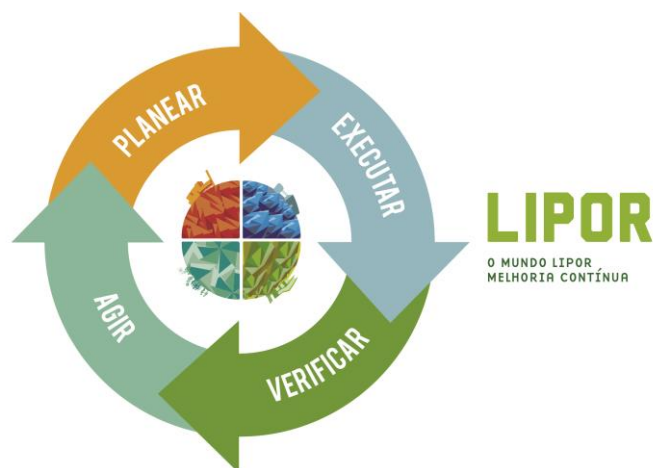 PLANEAR
EXECUTAR
VERIFICAR
AGIR
LIPOR
O MUNDO LIPOR
MELHORIA CONTÍNUA